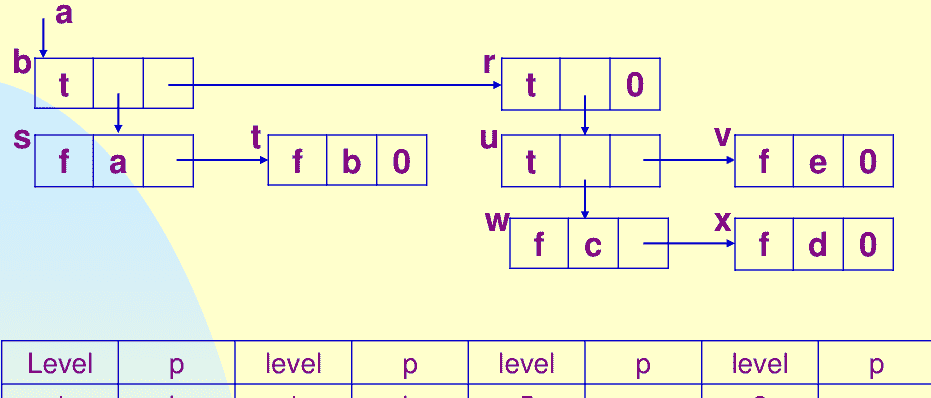 a
b t r t 0
s f a t f b 0 u t v f e 0
w f c x f d 0
Level p level p level p level p